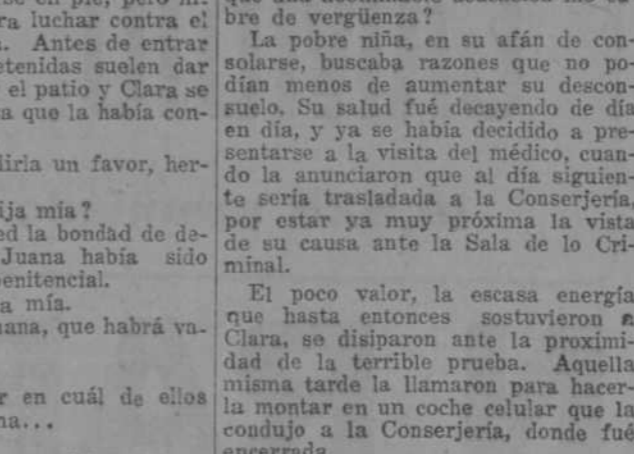 ra luchar contra el
Antes de entrar
etenidas suelen dar
el patio y Clara se
a que la había con-
dirla un favor, her-
ija mía?
ed la bondad de de-
Juana había sido
enitencial.
a mía.
uana, que habrá va-
r en cuál de ellos
na...
bre de vergüenza?
La pobre niña, en su afán de con-
solarse, buscaba razones que no po-
dían menos de aumentar su descon-
suelo. Su salud fué decayendo de día
en día, y ya se había decidido a pre-
sentarse a la visita del médico, cuan-
do la anunciaron que al día siguien-
te sería trasladada a la Conserjería,
por estar ya muy próxima la vista
de su causa ante la Sala de lo Cri-
minal.
El poco valor, la escasa energía
que hasta entonces sostuvieron a
Clara, se disiparon ante la proximi-
dad de la terrible prueba. Aquella
misma tarde la llamaron para hacer-
la montar en un coche celular que la
condujo a la Conserjería, donde fué
encerrada